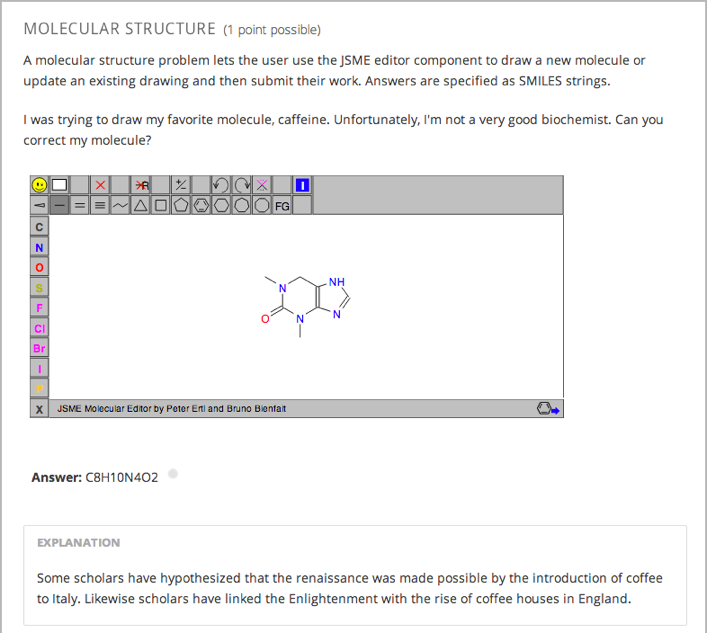 MOLECULAR STRUCTURE (1 point possible)
A molecular structure problem lets the user use the JSME editor component to draw a new molecule or
update an existing drawing and then submit their work. Answers are specified as SMILES strings.
I was trying to draw my favorite molecule, caffeine. Unfortunately, I'm not a very good biochemist. Can you
correct my molecule?
R +/- I
FG
C
N
O
S
F
Cl
Br
I
NH
N
O
N
N
X JSME Molecular Editor by Peter Ertl and Bruno Bienfait
Answer: C8H10N4O2
EXPLANATION
Some scholars have hypothesized that the renaissance was made possible by the introduction of coffee
to Italy. Likewise scholars have linked the Enlightenment with the rise of coffee houses in England.